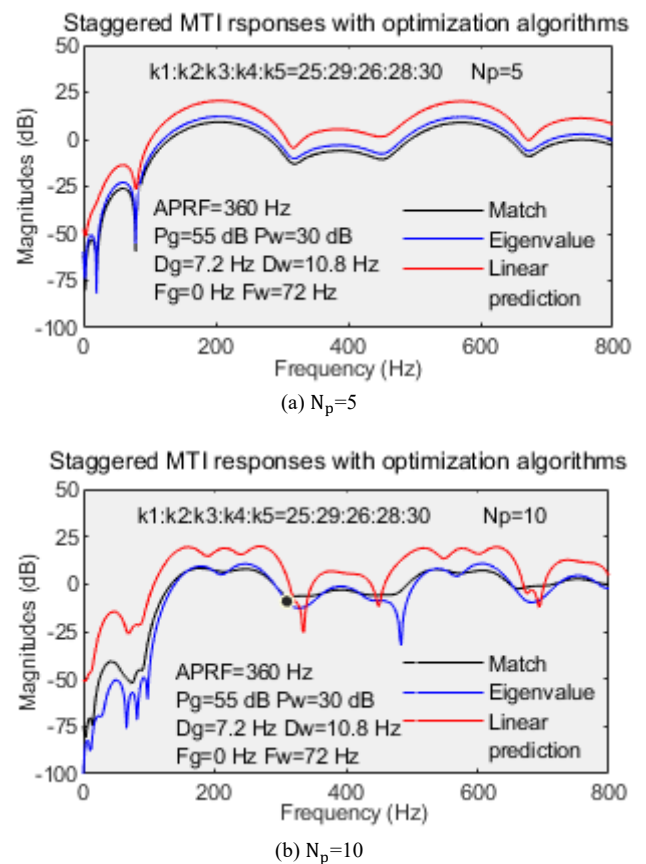 Staggered MTI rsponses with optimization algorithms
50
25
0
-25
-50
-75
-100
Magnitudes (dB)
k1:k2:k3:k4:k5=25:29:26:28:30 Np=5
APRF=360 Hz
Pg=55 dB Pw=30 dB
Dg=7.2 Hz Dw=10.8 Hz
Fg=0 Hz Fw=72 Hz
Match
Eigenvalue
Linear
prediction
0 200 400 600 800
Frequency (Hz)
(a) Np=5
Staggered MTI responses with optimization algorithms
50
25
0
-25
-50
-75
-100
Magnitudes (dB)
k1:k2:k3:k4:k5=25:29:26:28:30 Np=10
APRF=360 Hz
Pg=55 dB Pw=30 dB
Dg=7.2 Hz Dw=10.8 Hz
Fg=0 Hz Fw=72 Hz
Match
Eigenvalue
Linear
prediction
0 200 400 600 800
Frequency (Hz)
(b) Np=10